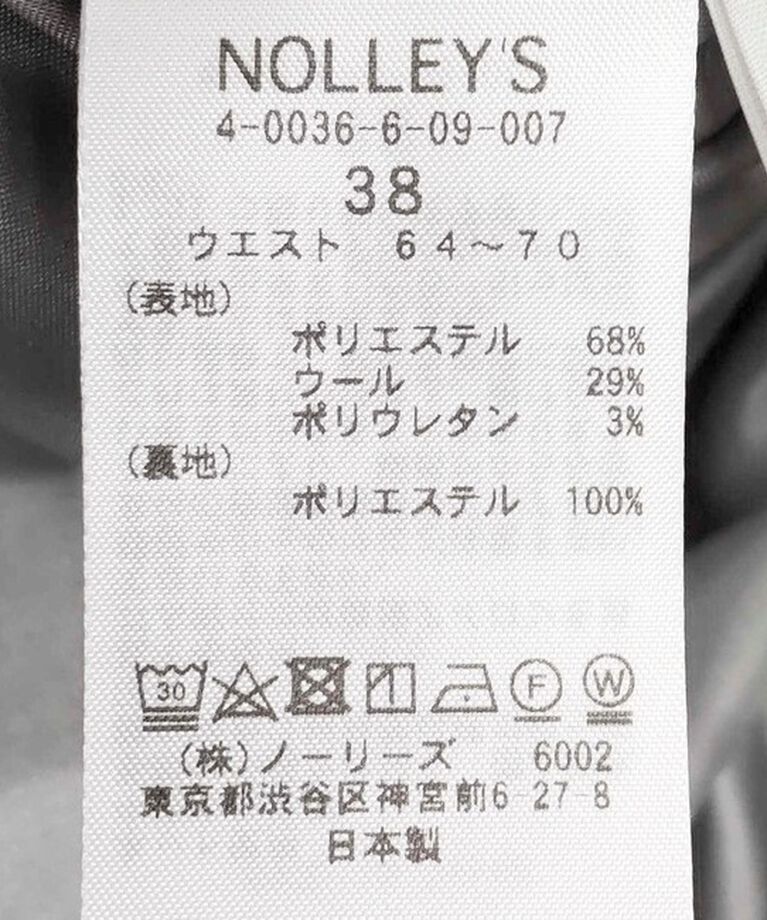 NOLLEY'S
4-0036-6-09-007
38
ウエスト 64～70
(表地)
ポリエステル 68%
ウール 29%
ポリウレタン 3%
(裏地)
ポリエステル 100%
30 F W
(株)ノーリーズ 6002
東京都渋谷区神宮前6-27-8
日本製